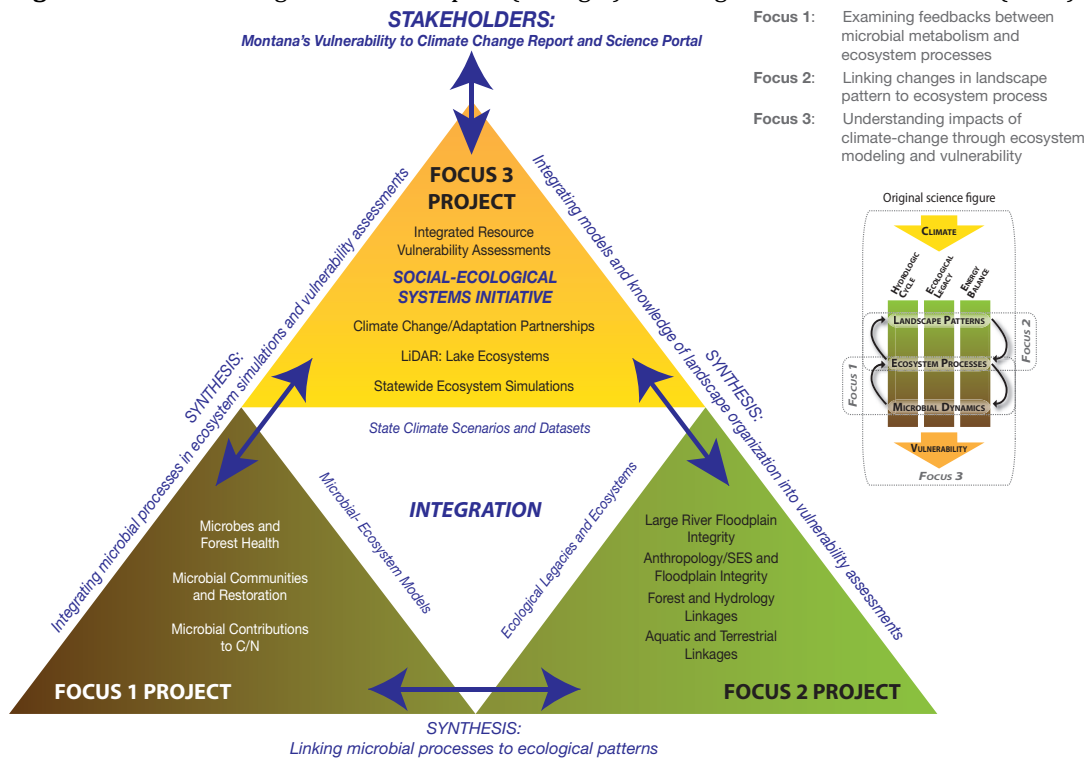 STAKEHOLDERS:
Montana's Vulnerability to Climate Change Report and Science Portal
Focus 1: Examining feedbacks between
microbial metabolism and
ecosystem processes
Focus 2: Linking changes in landscape
pattern to ecosystem process
Focus 3: Understanding impacts of
climate-change through ecosystem
modeling and vulnerability
FOCUS 3
PROJECT
Integrated Resource
Vulnerability Assessments
SOCIAL-ECOLOGICAL
SYSTEMS INITIATIVE
Climate Change/Adaptation Partnerships
LiDAR: Lake Ecosystems
Statewide Ecosystem Simulations
SYNTHESIS:
Integrating microbial processes in ecosystem simulations and vulnerability assessments
SYNTHESIS:
Integrating models and knowledge of landscape organization into vulnerability assessments
State Climate Scenarios and Datasets
Microbial- Ecosystem Models
INTEGRATION
Ecological Legacies and Ecosystems
Microbes and
Forest Health
Microbial Communities
and Restoration
Microbial Contributions
to C/N
FOCUS 1 PROJECT
Large River Floodplain
Integrity
Anthropology/SES and
Floodplain Integrity
Forest and Hydrology
Linkages
Aquatic and Terrestrial
Linkages
FOCUS 2 PROJECT
SYNTHESIS:
Linking microbial processes to ecological patterns
Original science figure
CLIMATE
HYDROLOGIC
CYCLE
ECOLOGICAL
LEGACY
ENERGY
BALANCE
LANDSCAPE PATTERNS
FOCUS 2
ECOSYSTEM PROCESSES
FOCUS 1
MICROBIAL DYNAMICS
VULNERABILITY
FOCUS 3